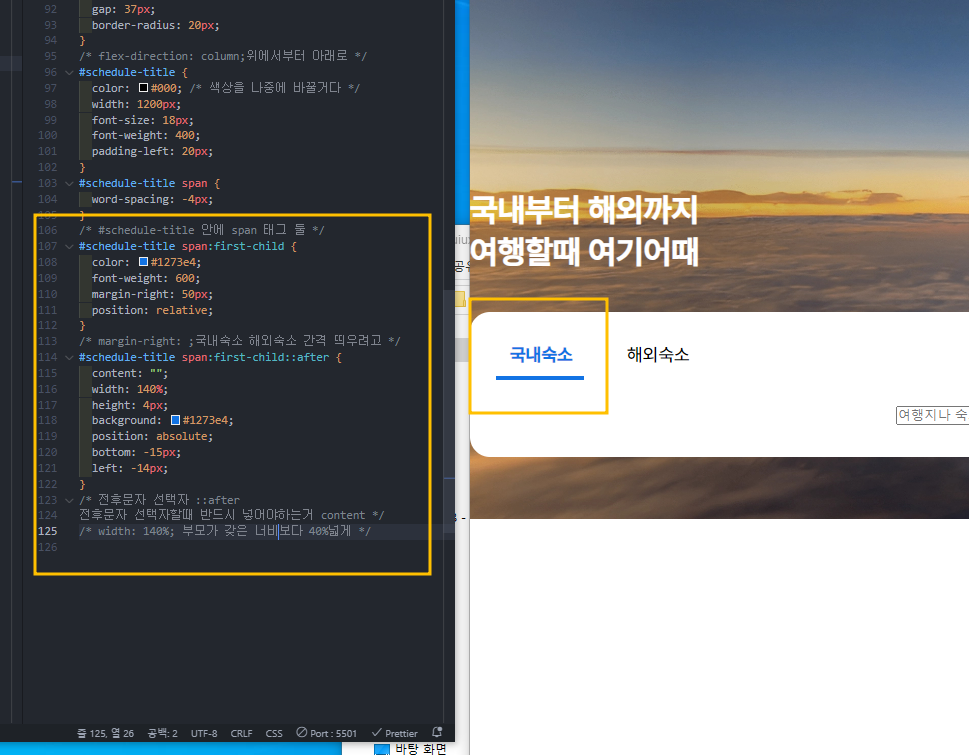 92 gap: 37px;
93 border-radius: 20px;
94 }
95 /* flex-direction: column;위에서부터 아래로 */
96 #schedule-title {
97 color: #000; /* 색상을 나중에 바꿀거다 */
98 width: 1200px;
99 font-size: 18px;
100 font-weight: 400;
101 padding-left: 20px;
102 }
103 #schedule-title span {
104 word-spacing: -4px;
105 }
106 /* #schedule-title 안에 span 태그 둘 */
107 #schedule-title span:first-child {
108 color: #1273e4;
109 font-weight: 600;
110 margin-right: 50px;
111 position: relative;
112 }
113 /* margin-right: ;국내숙소 해외숙소 간격 띄우려고 */
114 #schedule-title span:first-child::after {
115 content: "";
116 width: 140%;
117 height: 4px;
118 background: #1273e4;
119 position: absolute;
120 bottom: -15px;
121 left: -14px;
122 }
123 /* 전후문자 선택자 ::after
124 전후문자 선택자할때 반드시 넣어야하는거 content */
125 /* width: 140%; 부모가 갖은 너비보다 40%넓게 */
126
줄 125, 열 26 공백: 2 UTF-8 CRLF CSS Port : 5501 Prettier
바탕 화면
국내부터 해외까지
여행할때 여기어때
국내숙소 해외숙소
여행지나 숙